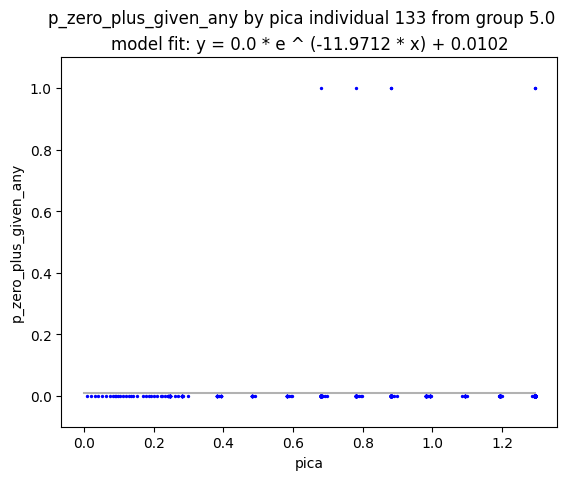 p_zero_plus_given_any by pica individual 133 from group 5.0
model fit: y = 0.0 * e ^ (-11.9712 * x) + 0.0102
1.0
0.8
0.6
0.4
0.2
0.0
p_zero_plus_given_any
0.0 0.2 0.4 0.6 0.8 1.0 1.2
pica